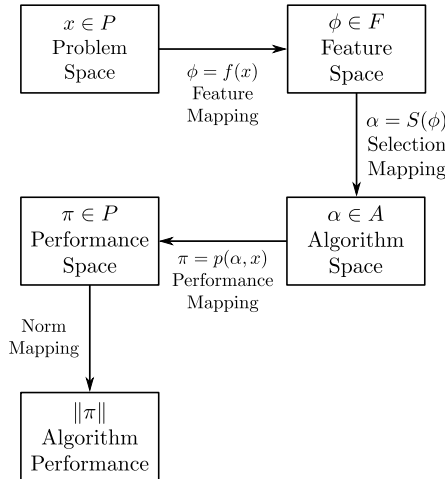 x ∈ P
Problem
Space
ϕ = f(x)
Feature
Mapping
ϕ ∈ F
Feature
Space
α = S(ϕ)
Selection
Mapping
α ∈ A
Algorithm
Space
π = p(α, x)
Performance
Mapping
π ∈ P
Performance
Space
Norm
Mapping
‖π‖
Algorithm
Performance